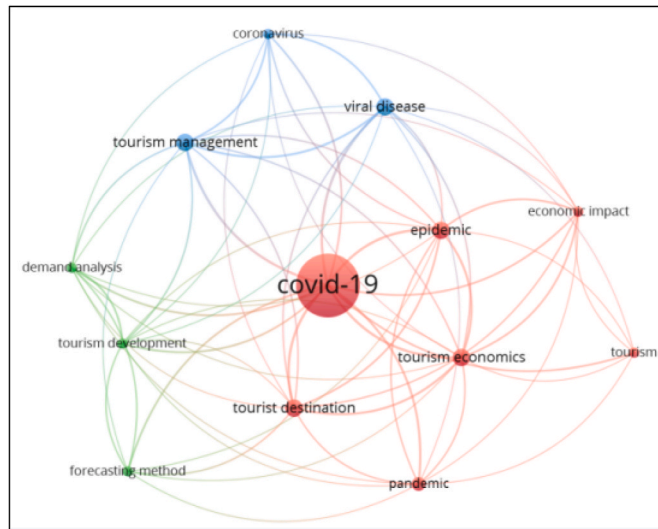 coronavirus
viral disease
tourism management
economic impact
epidemic
demand analysis
covid-19
tourism development
tourism
tourism economics
tourist destination
forecasting method
pandemic